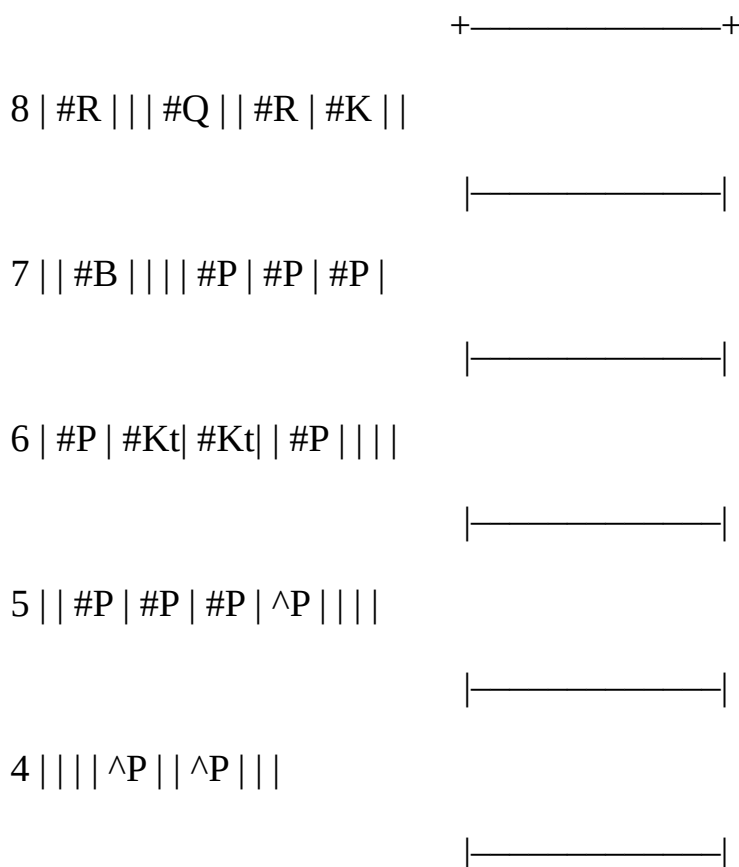 +———————————————+
8 | #R | | | #Q | | #R | #K | |
|———————————————|
7 | | #B | | | | #P | #P | #P |
|———————————————|
6 | #P | #Kt| #Kt| | #P | | | |
|———————————————|
5 | | #P | #P | #P | ^P | | | |
|———————————————|
4 | | | | ^P | | ^P | | |
|———————————————|